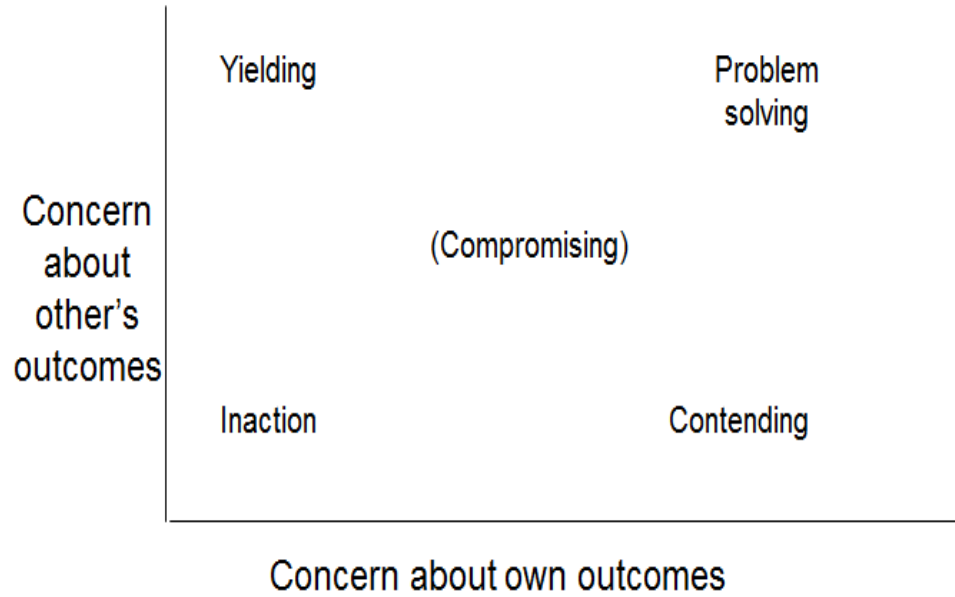 Yielding
Problem
solving
Concern
about
other’s
outcomes
(Compromising)
Inaction
Contending
Concern about own outcomes